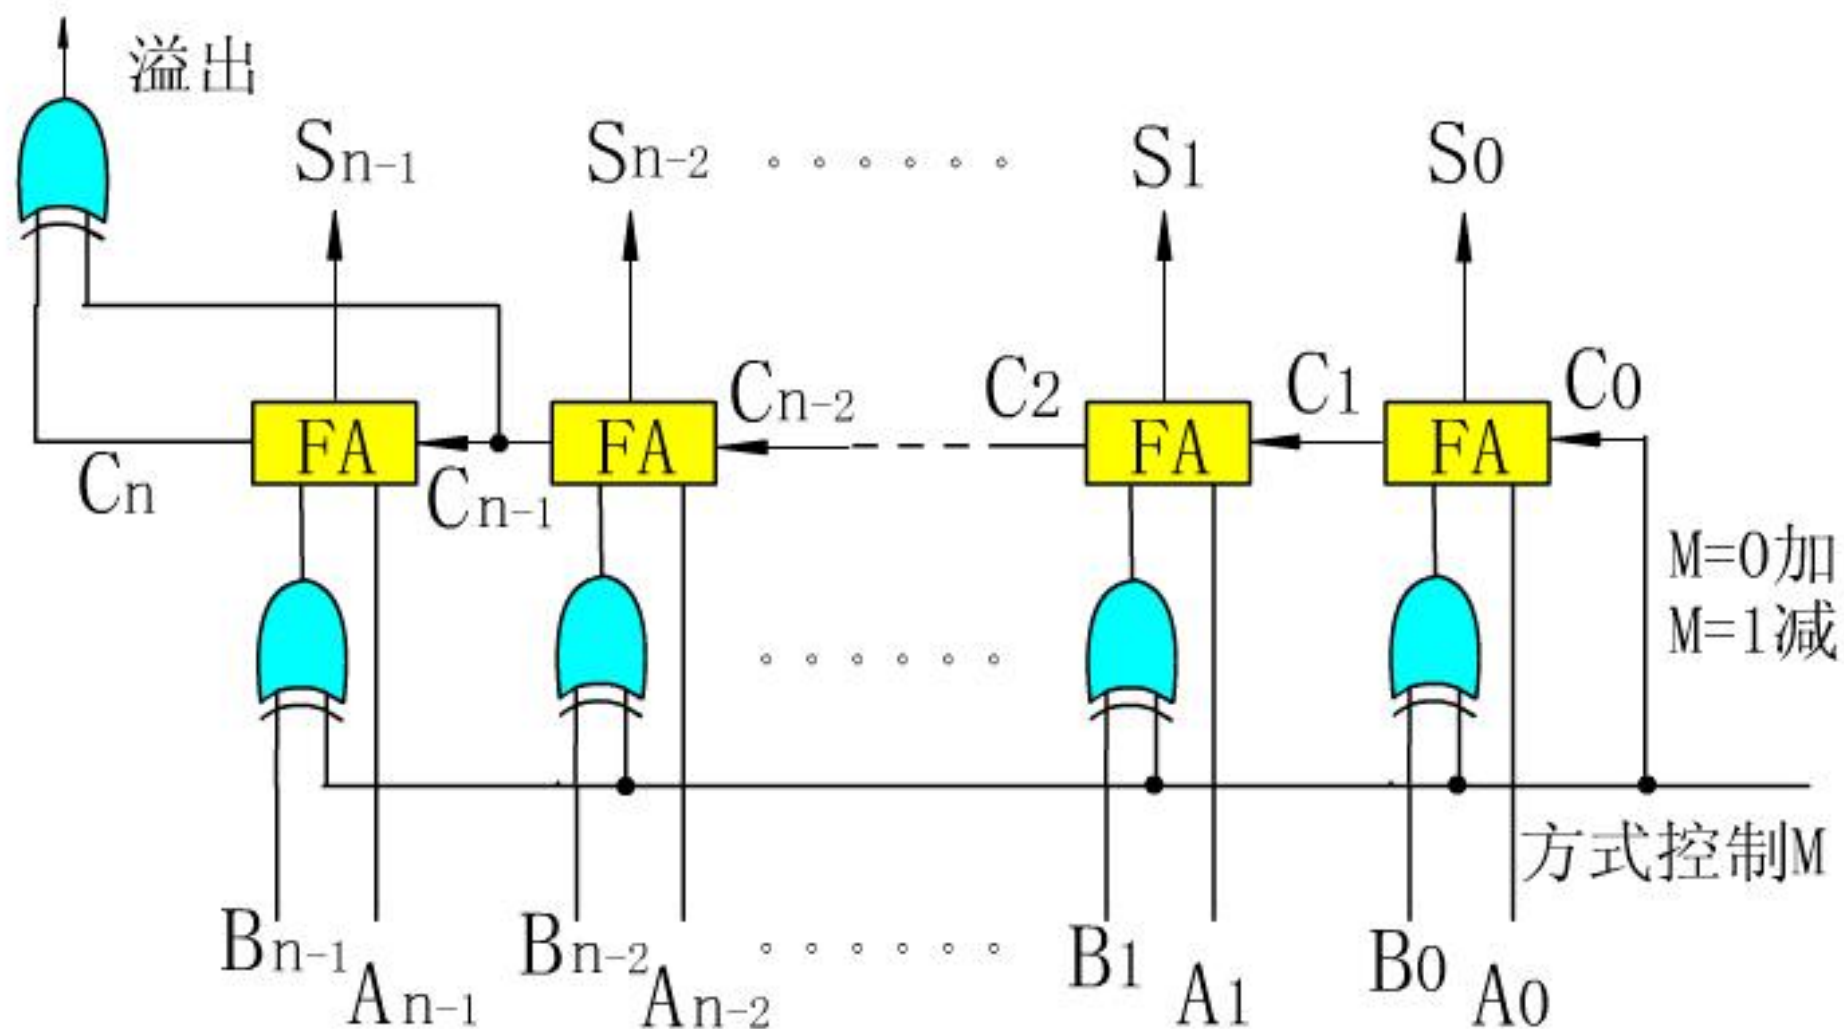 溢出
Sn-1 Sn-2 S1 S0
Cn-2 C2 C1 C0
FA FA FA FA
Cn Cn-1
M=0加
M=1减
方式控制M
Bn-1 Bn-2 B1 B0
An-1 An-2 A1 A0